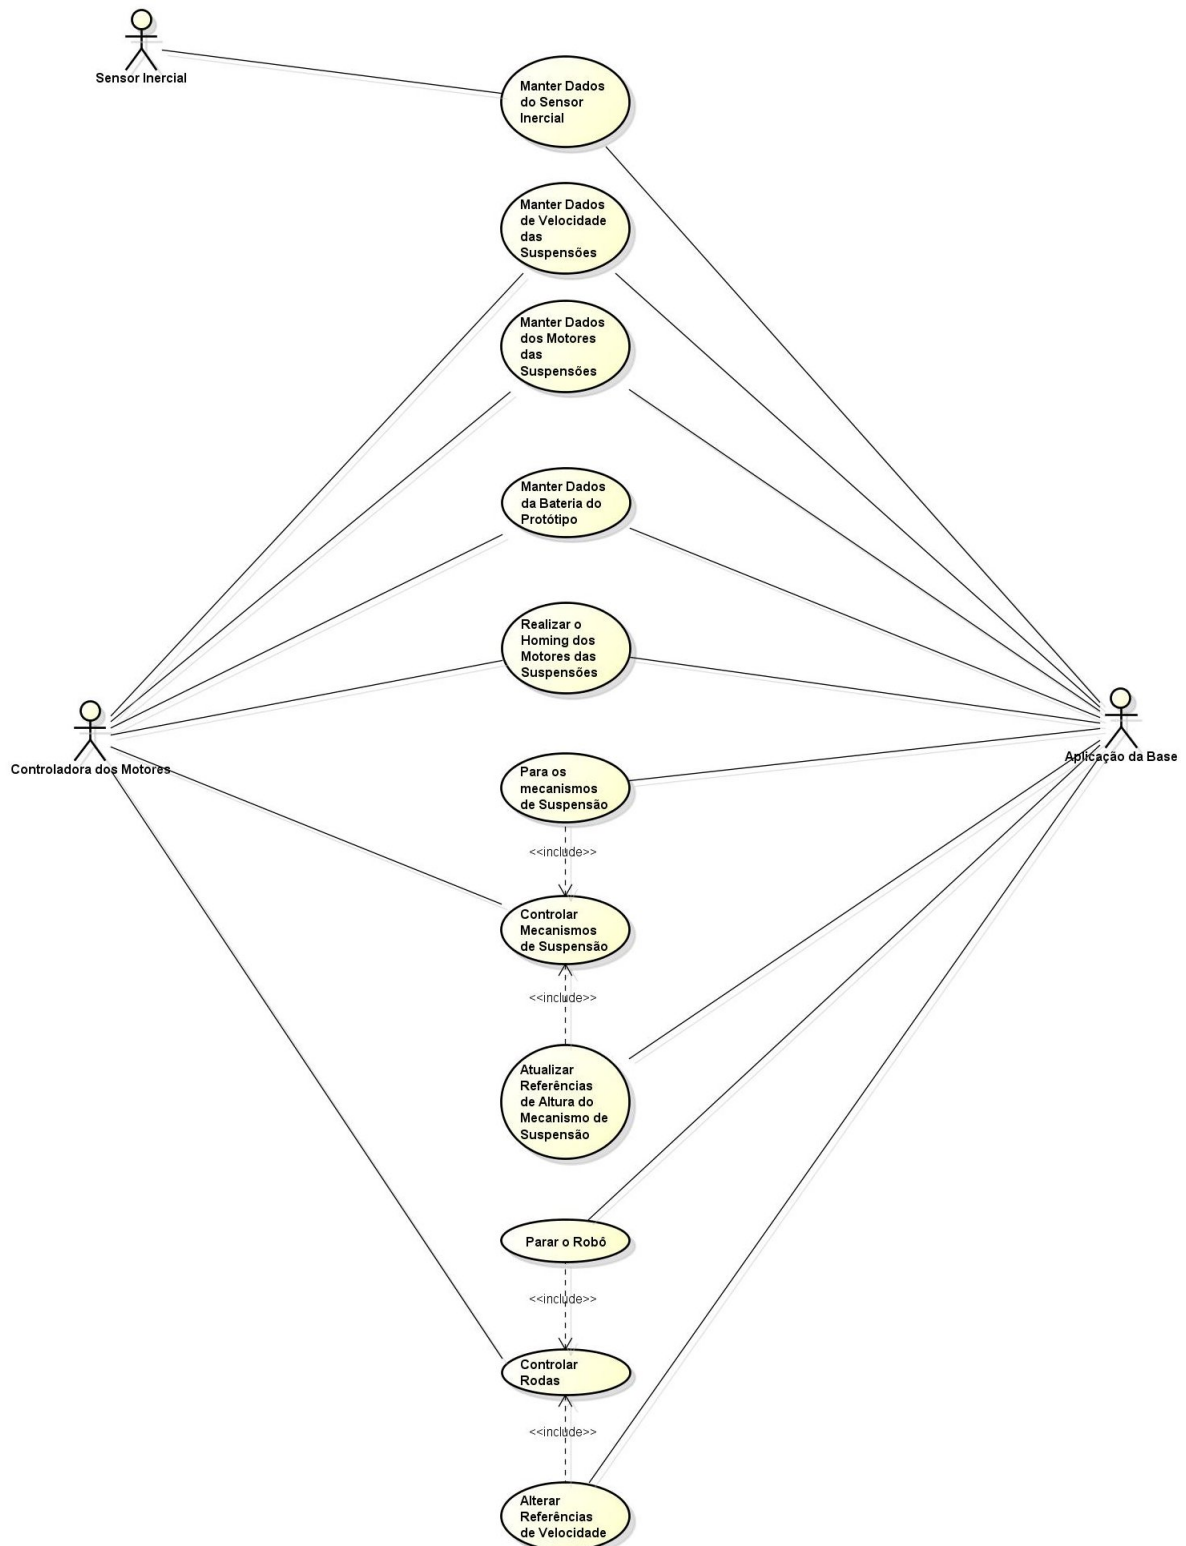 Sensor Inercial
Manter Dados
do Sensor
Inercial
Manter Dados
de Velocidade
das
Suspensões
Manter Dados
dos Motores
das
Suspensões
Manter Dados
da Bateria do
Protótipo
Realizar o
Homing dos
Motores das
Suspensões
Controladora dos Motores
Aplicação da Base
Para os
mecanismos
de Suspensão
<<include>>
Controlar
Mecanismos
de Suspensão
<<include>>
Atualizar
Referências
de Altura do
Mecanismo de
Suspensão
Parar o Robô
<<include>>
Controlar
Rodas
<<include>>
Alterar
Referências
de Velocidade